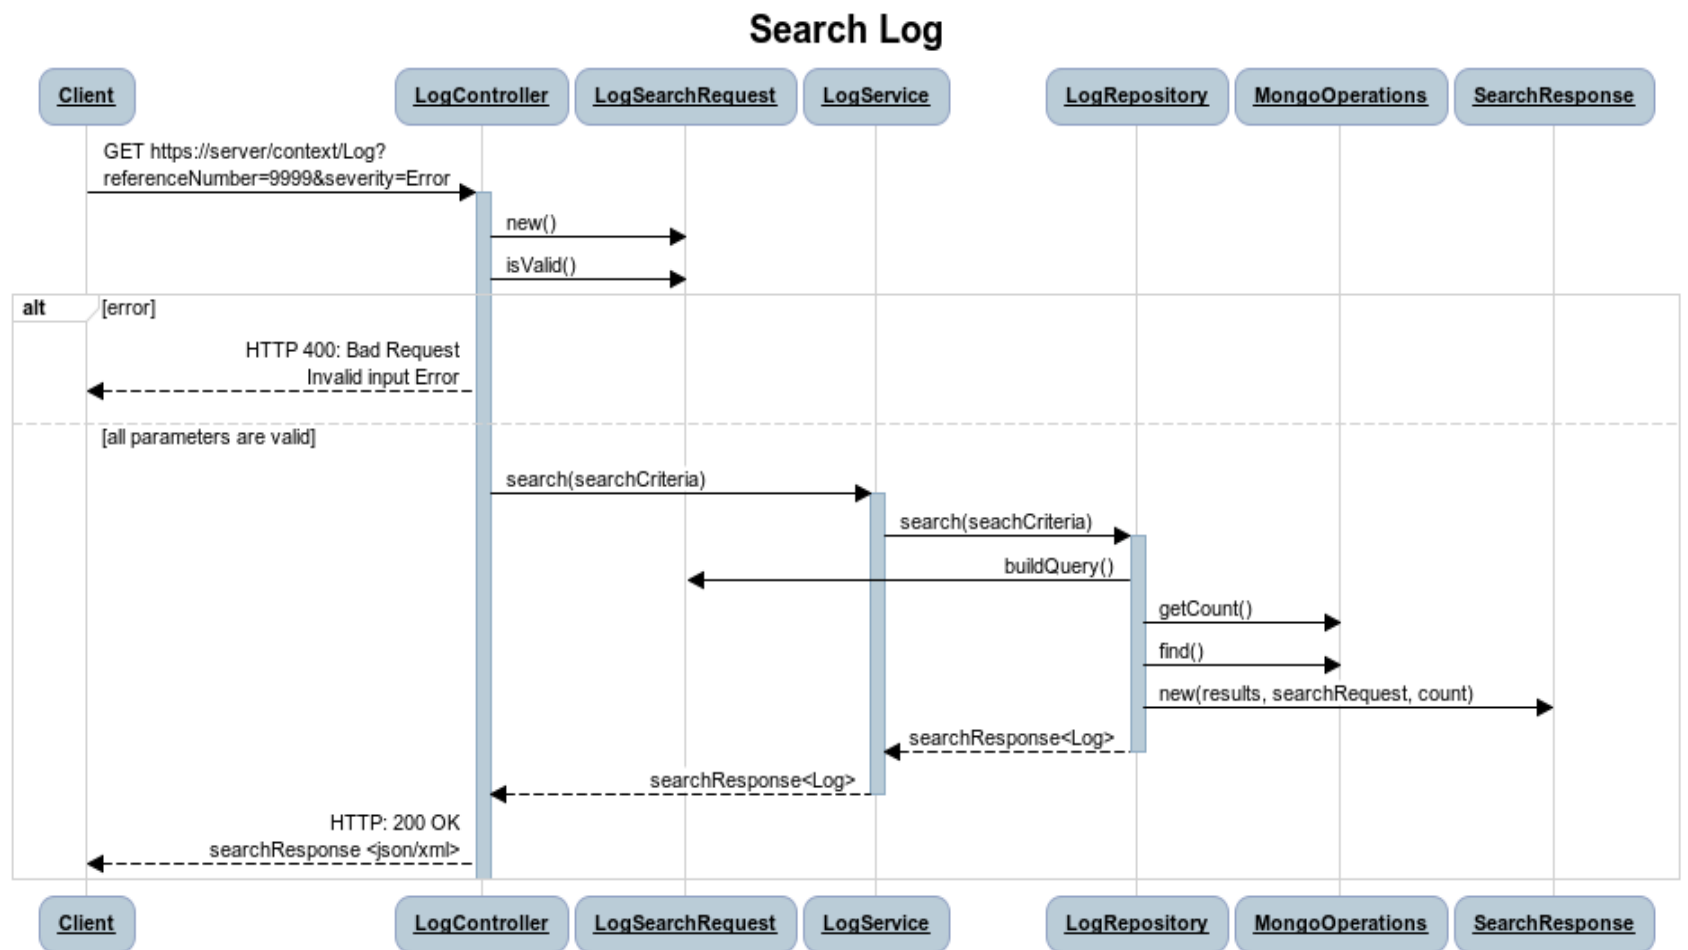 Search Log
Client
LogController
LogSearchRequest
LogService
LogRepository
MongoOperations
SearchResponse
GET https://server/context/Log?
referenceNumber=9999&severity=Error
new()
isValid()
alt
[error]
HTTP 400: Bad Request
Invalid input Error
[all parameters are valid]
search(searchCriteria)
search(seachCriteria)
buildQuery()
getCount()
find()
new(results, searchRequest, count)
searchResponse<Log>
searchResponse<Log>
HTTP: 200 OK
searchResponse <json/xml>
Client
LogController
LogSearchRequest
LogService
LogRepository
MongoOperations
SearchResponse